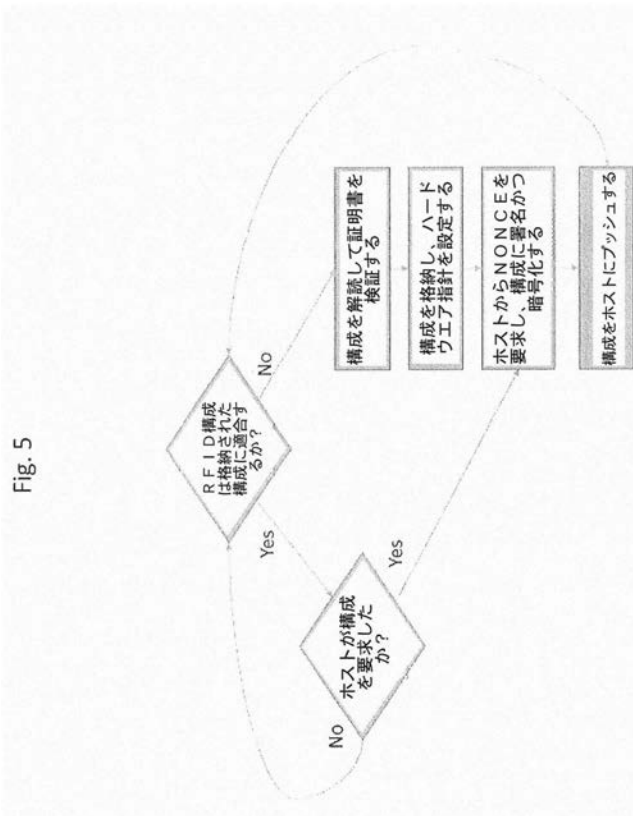 Fig. 5
RFID構成
は格納された
構成に適合す
るか?
No
Yes
ホストが構成
を要求した
か?
No
Yes
構成を解読して証明書を
検証する
構成を格納し、ハード
ウエア指針を設定する
ホストからNONCEを
要求し、構成に署名かつ
暗号化する
構成をホストにプッシュする